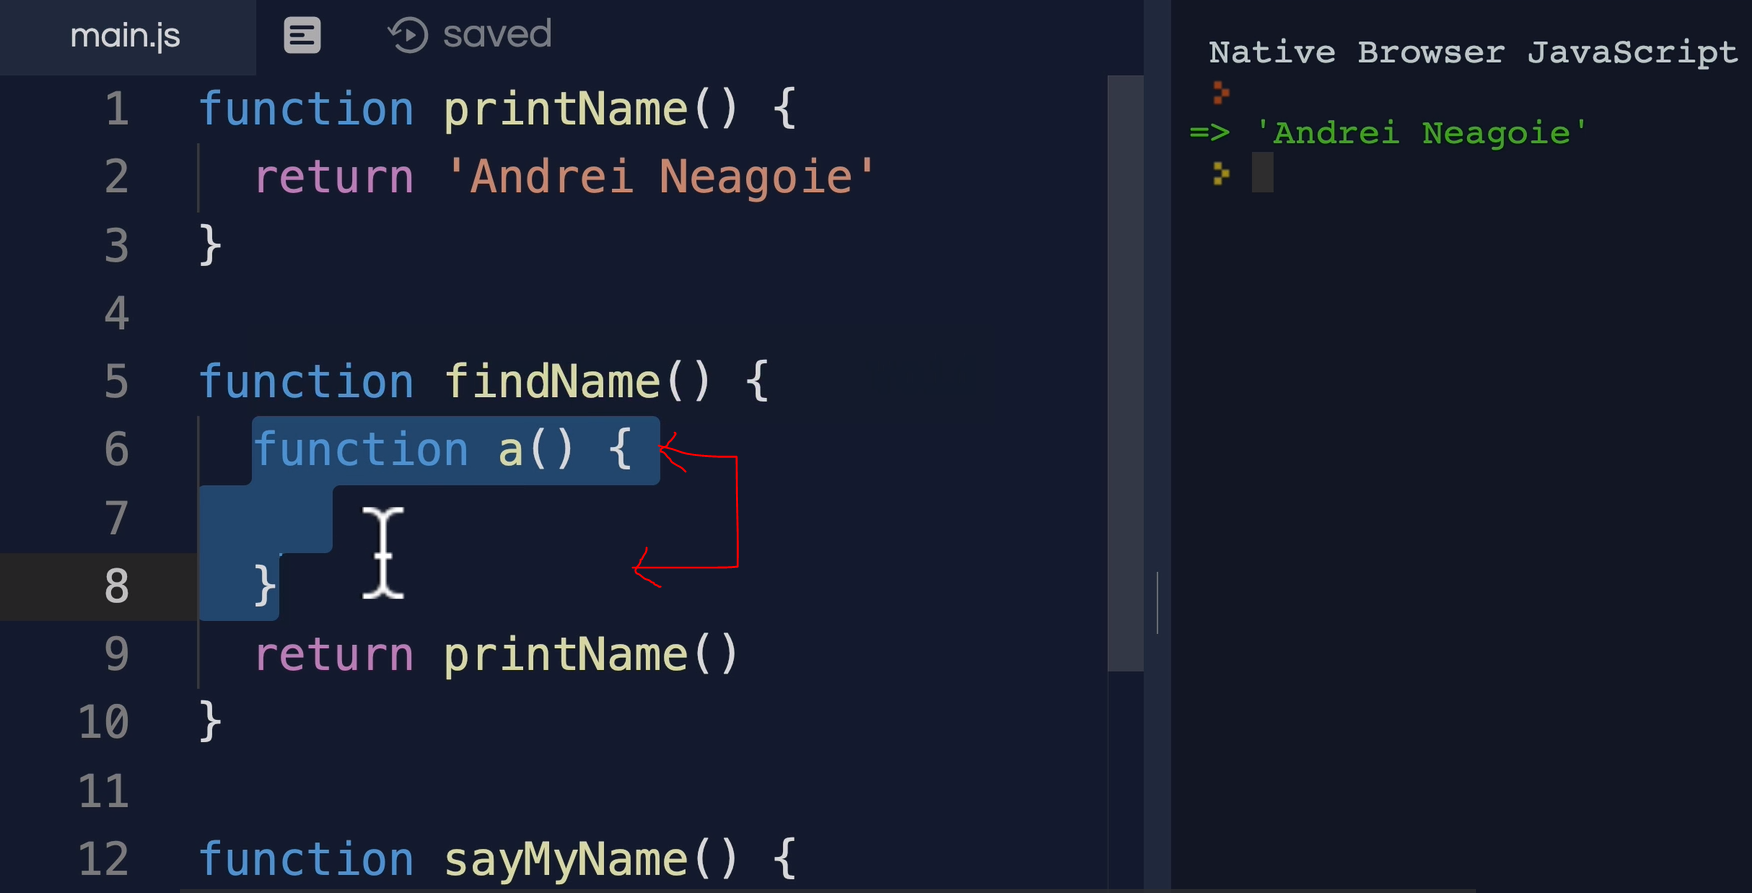 main.js
saved
1 function printName() {
2 return 'Andrei Neagoie'
3 }
4
5 function findName() {
6 function a() {
7
8 }
9 return printName()
10 }
11
12 function sayMyName() {
Native Browser JavaScript
=> 'Andrei Neagoie'